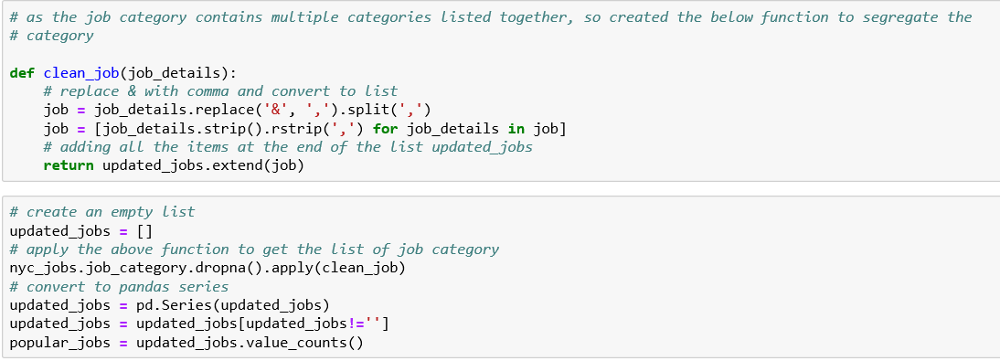 # as the job category contains multiple categories listed together, so created the below function to segregate the
# category
def clean_job(job_details):
# replace & with comma and convert to list
job = job_details.replace('&', ',').split(',')
job = [job_details.strip().rstrip(',') for job_details in job]
# adding all the items at the end of the list updated_jobs
return updated_jobs.extend(job)
# create an empty list
updated_jobs = []
# apply the above function to get the list of job category
nyc_jobs.job_category.dropna().apply(clean_job)
# convert to pandas series
updated_jobs = pd.Series(updated_jobs)
updated_jobs = updated_jobs[updated_jobs!='']
popular_jobs = updated_jobs.value_counts()